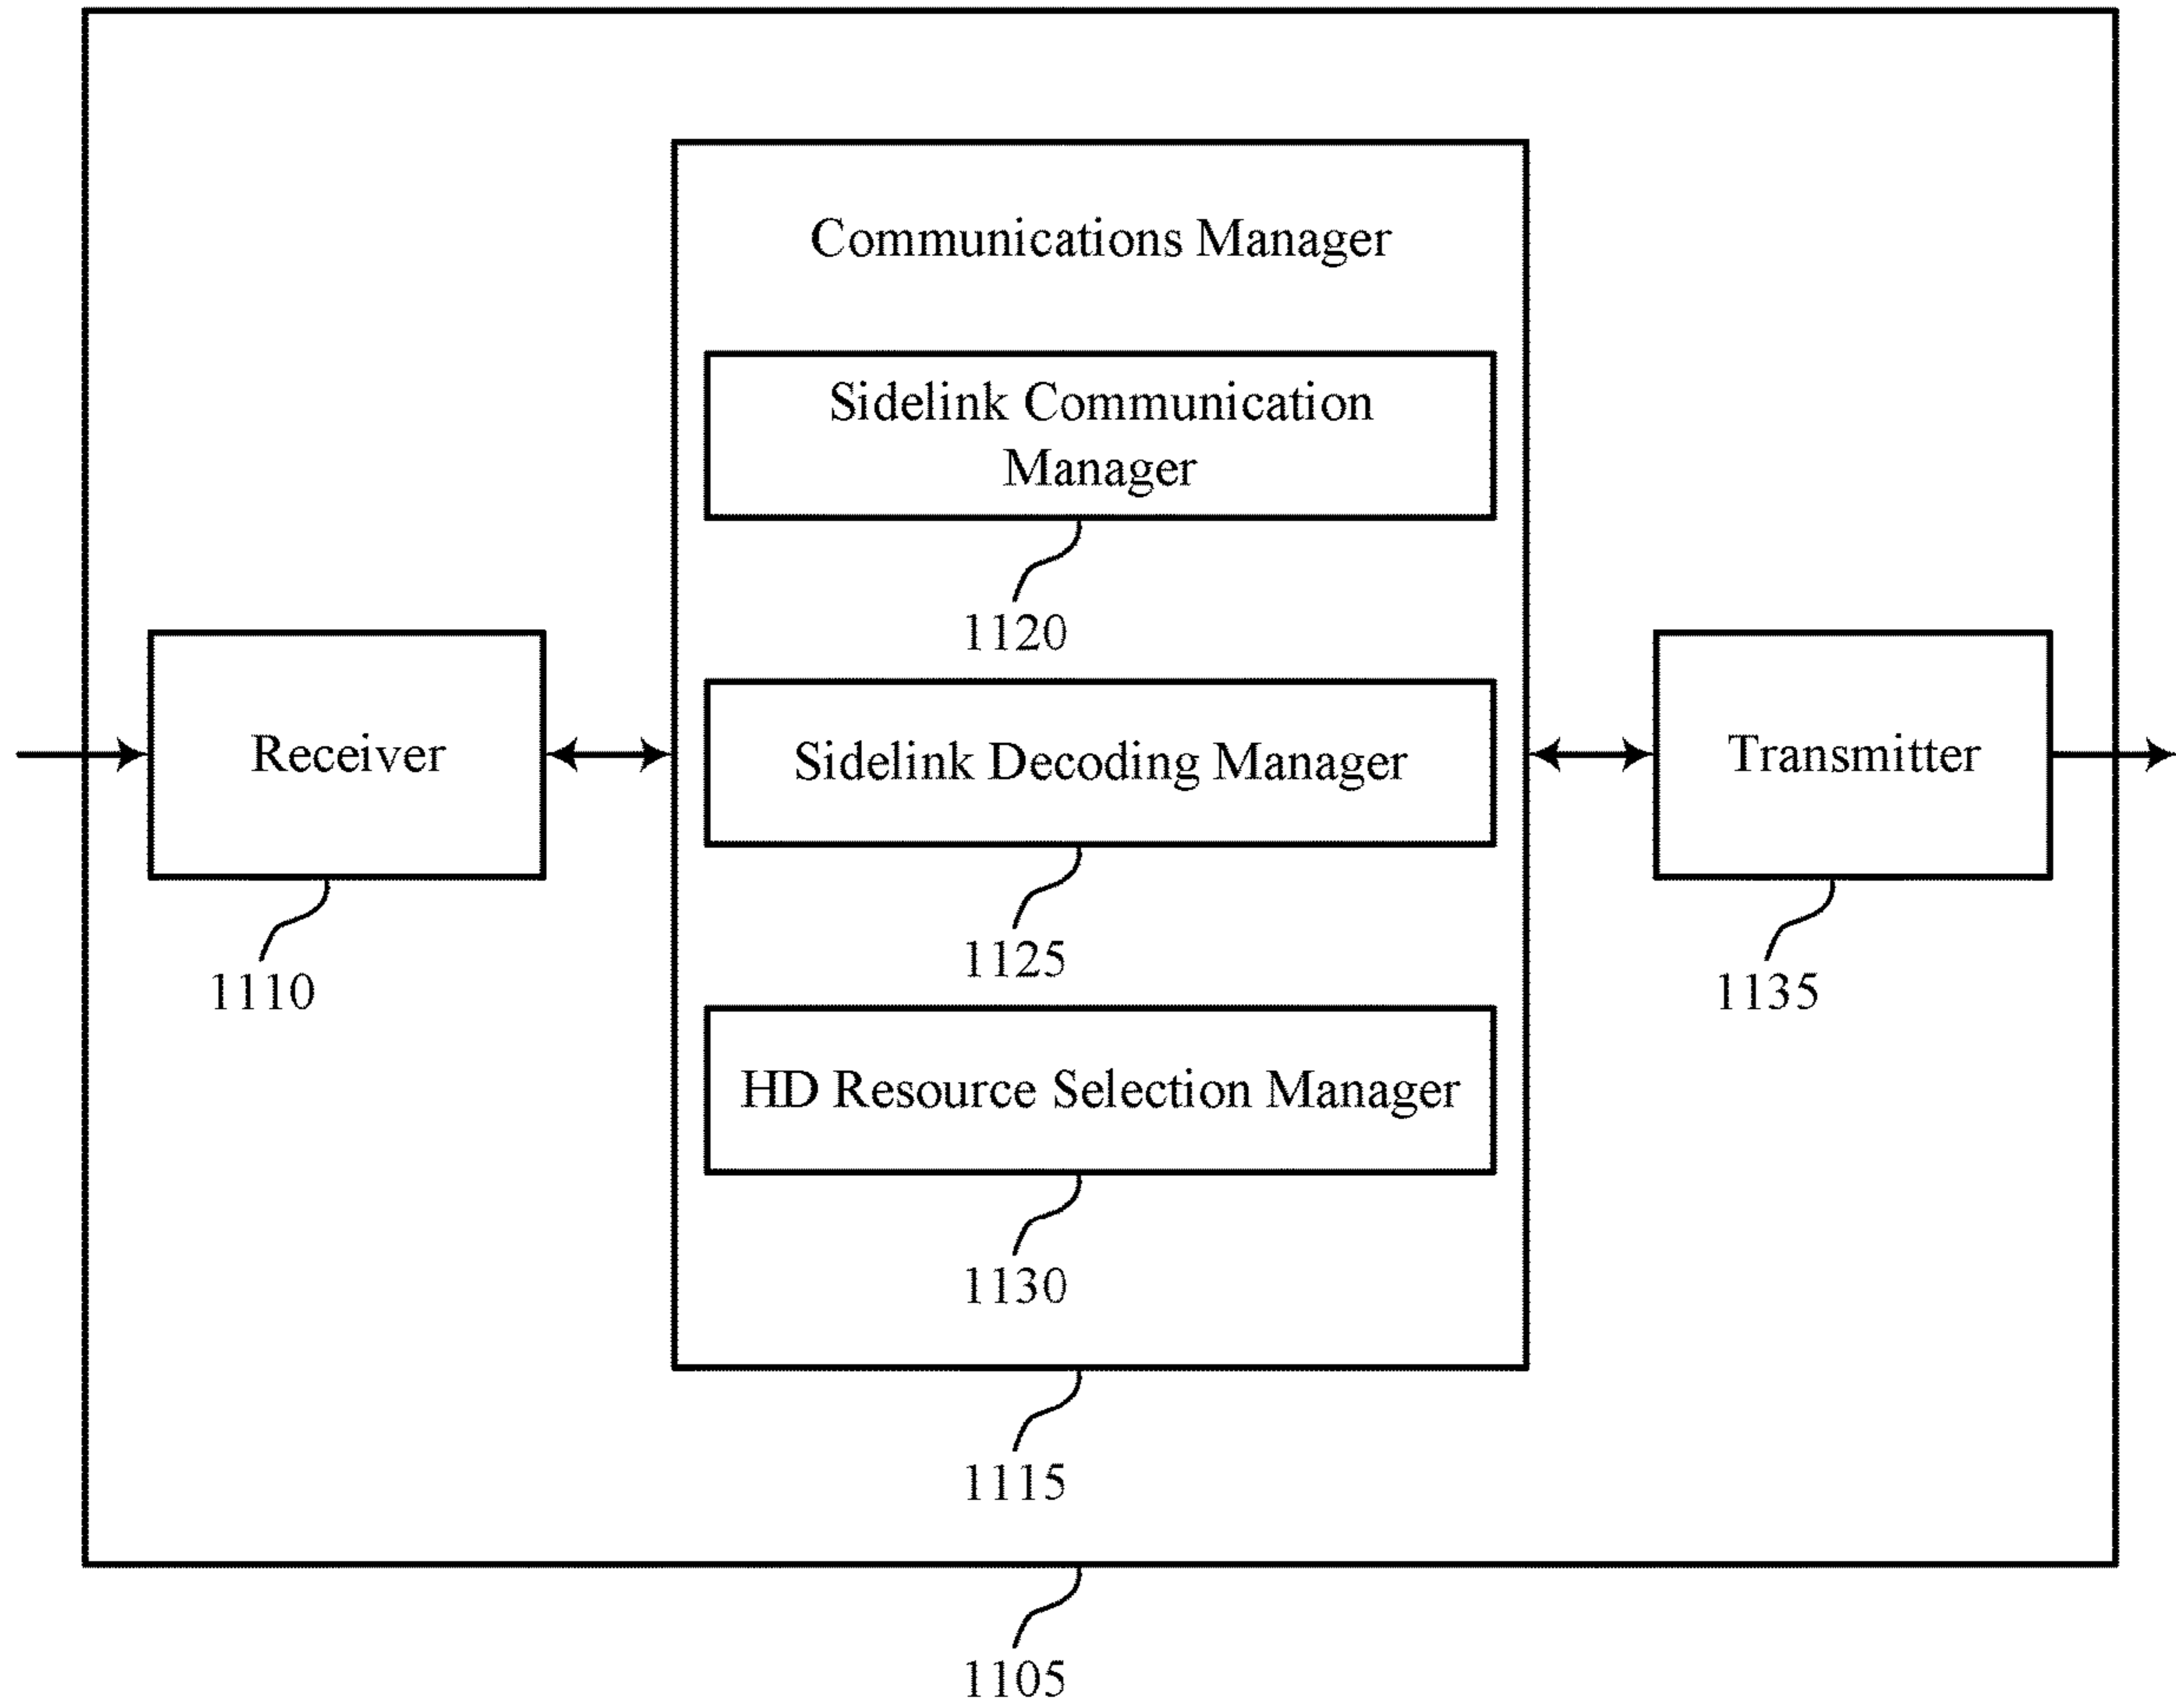 Communications Manager
Sidelink Communication
Manager
1120
Receiver
1110
Sidelink Decoding Manager
1125
Transmitter
1135
HD Resource Selection Manager
1130
1115
1105